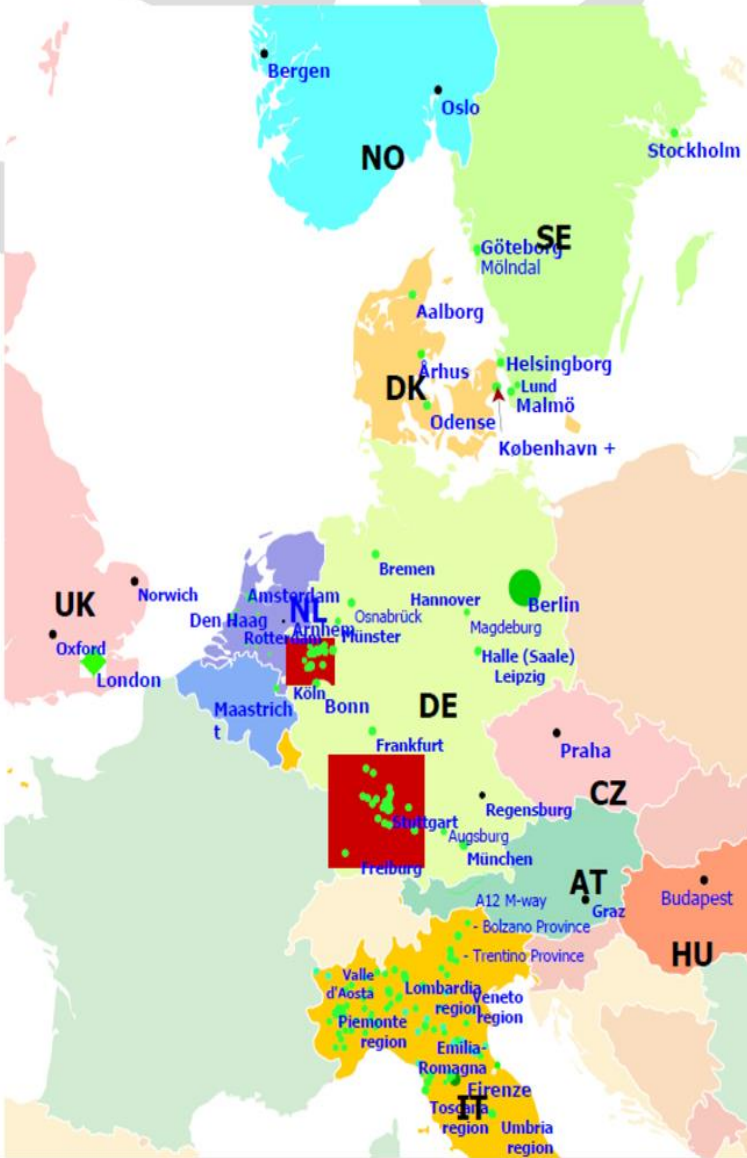 Bergen
Oslo
NO
Stockholm
SE
Göteborg
Mölndal
Aalborg
Århus
Helsingborg
DK
Lund
Malmö
Odense
København +
Bremen
UK
Norwich
Amsterdam
Hannover
Berlin
NL
Den Haag
Osnabrück
Arnhem
Magdeburg
Oxford
Rotterdam
Münster
Halle (Saale)
Leipzig
London
Köln
Maastrich
t
Bonn
DE
Frankfurt
Praha
CZ
Regensburg
Stuttgart
Augsburg
München
Freiburg
AT
Budapest
A12 M-way
Graz
- Bolzano Province
HU
- Trentino Province
Valle
d'Aosta
Lombardia
region
Veneto
region
Piemonte
region
Emilia-
Romagna
Firenze
IT
Toscana
region
Umbria
region